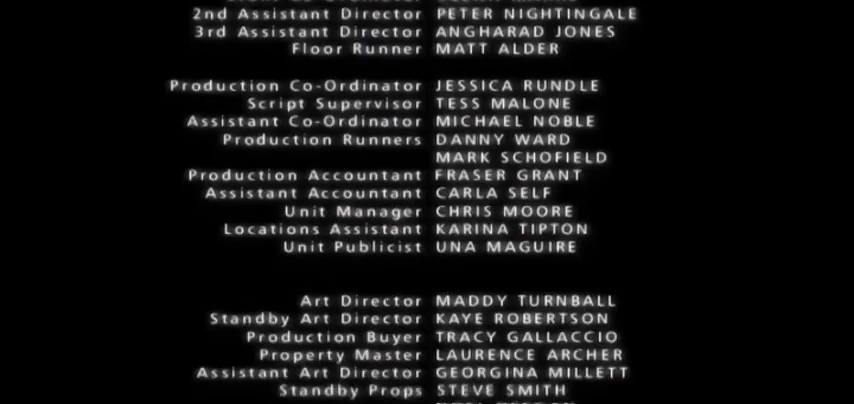 2nd Assistant Director PETER NIGHTINGALE
3rd Assistant Director ANGHARAD JONES
Floor Runner MATT ALDER
Production Co-Ordinator JESSICA RUNDLE
Script Supervisor TESS MALONE
Assistant Co-Ordinator MICHAEL NOBLE
Production Runners DANNY WARD
MARK SCHOFIELD
Production Accountant FRASER GRANT
Assistant Accountant CARLA SELF
Unit Manager CHRIS MOORE
Locations Assistant KARINA TIPTON
Unit Publicist UNA MAGUIRE
Art Director MADDY TURNBALL
Standby Art Director KAYE ROBERTSON
Production Buyer TRACY GALLACCIO
Property Master LAURENCE ARCHER
Assistant Art Director GEORGINA MILLETT
Standby Props STEVE SMITH